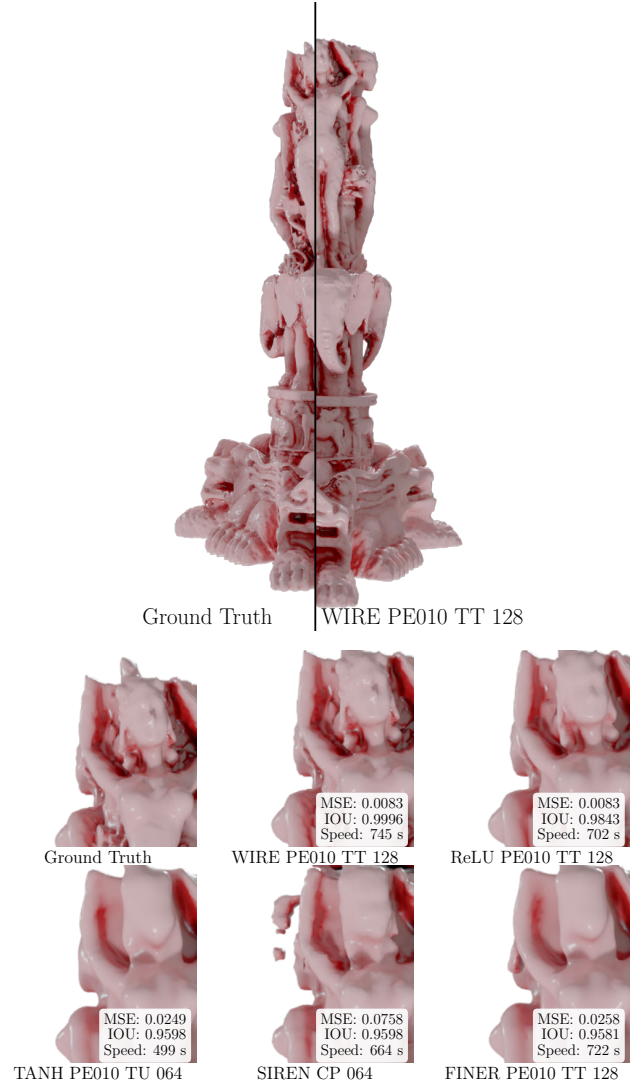 Ground Truth
WIRE PE010 TT 128
MSE: 0.0083
IOU: 0.9996
Speed: 745 s
MSE: 0.0083
IOU: 0.9843
Speed: 702 s
Ground Truth
WIRE PE010 TT 128
ReLU PE010 TT 128
MSE: 0.0249
IOU: 0.9598
Speed: 499 s
MSE: 0.0758
IOU: 0.9598
Speed: 664 s
MSE: 0.0258
IOU: 0.9581
Speed: 722 s
TANH PE010 TU 064
SIREN CP 064
FINER PE010 TT 128